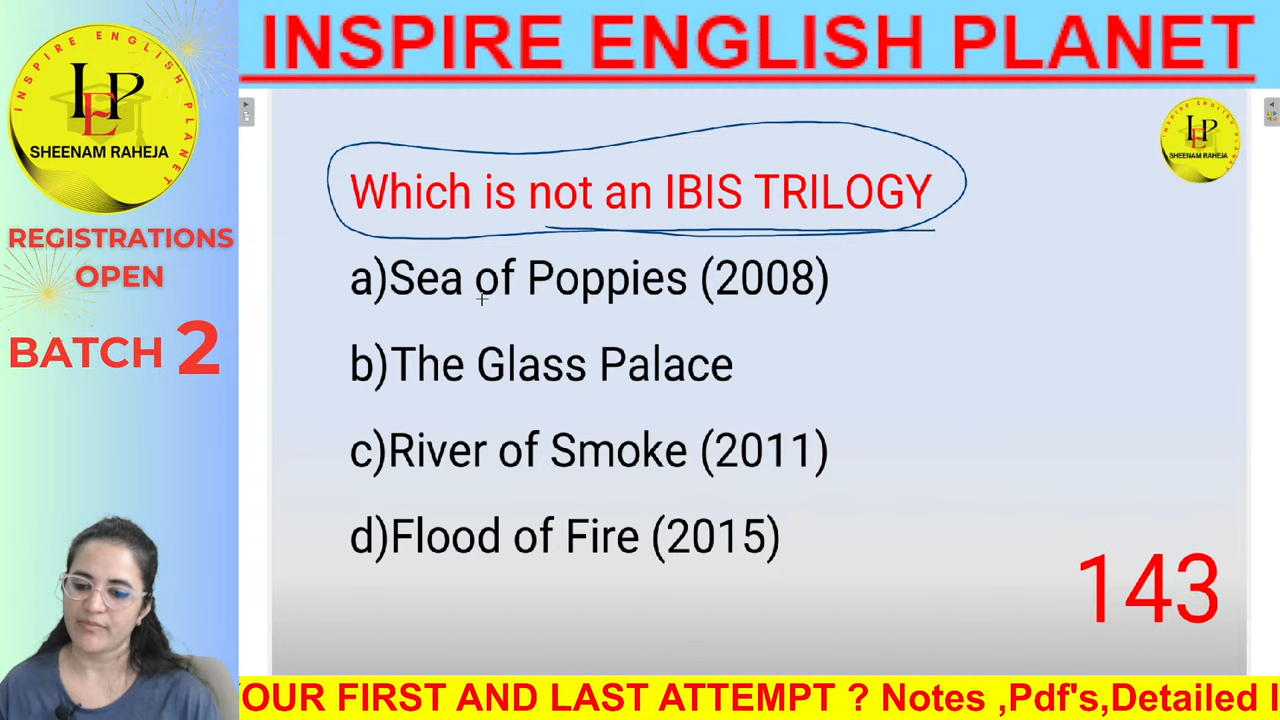 INSPIRE ENGLISH PLANET
INSPIRE ENGLISH PLANET
IEP
SHEENAM RAHEJA
REGISTRATIONS
OPEN
BATCH 2
IEP
SHEENAM RAHEJA
Which is not an IBIS TRILOGY
a)Sea of Poppies (2008)
b)The Glass Palace
c)River of Smoke (2011)
d)Flood of Fire (2015)
143
OUR FIRST AND LAST ATTEMPT ? Notes ,Pdf's,Detailed